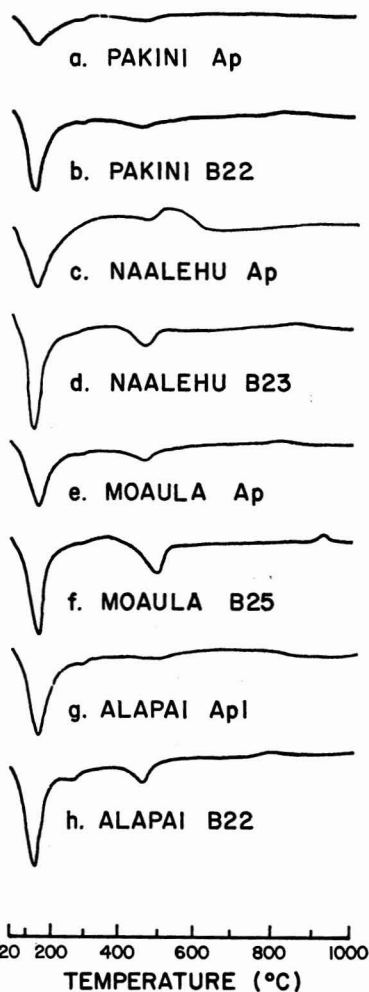 a. PAKINI Ap
b. PAKINI B22
c. NAALEHU Ap
d. NAALEHU B23
e. MOAULA Ap
f. MOAULA B25
g. ALAPAI Ap1
h. ALAPAI B22
20 200 400 600 800 1000
TEMPERATURE (°C)